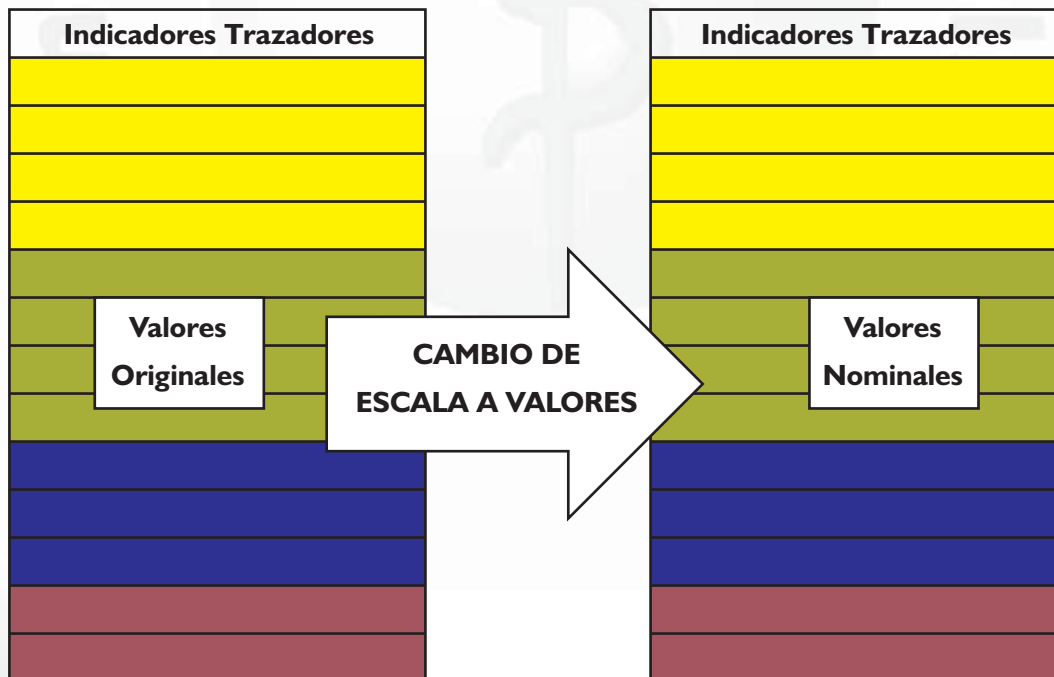 Indicadores Trazadores
Indicadores Trazadores
Valores
Originales
CAMBIO DE
ESCALA A VALORES
Valores
Nominales